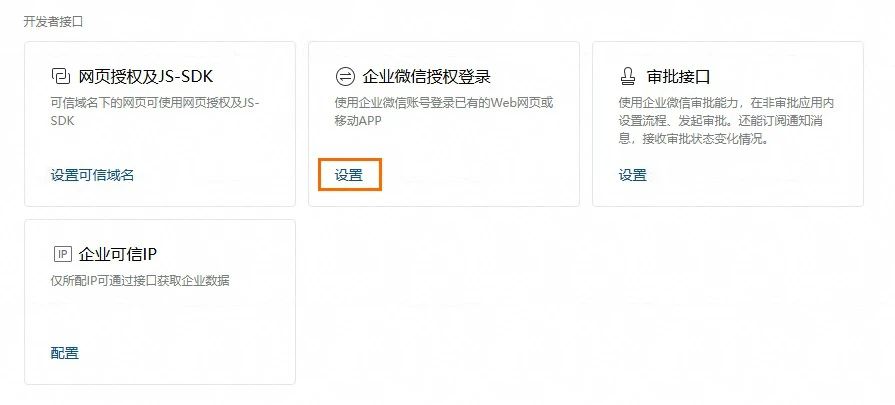 开发者接口
网页授权及JS-SDK
可信域名下的网页可使用网页授权及JS-
SDK
设置可信域名
企业微信授权登录
使用企业微信账号登录已有的Web网页或
移动APP
设置
审批接口
使用企业微信审批能力，在非审批应用内
设置流程、发起审批。还能订阅通知消
息，接收审批状态变化情况。
设置
IP 企业可信IP
仅所配IP可通过接口获取企业数据
配置